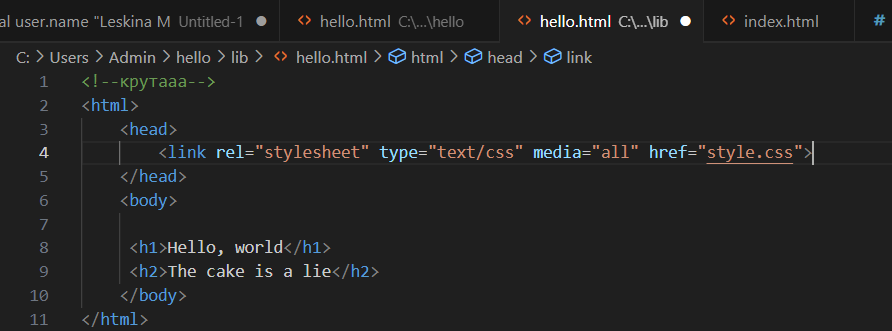 al user.name "Leskina M Untitled-1 hello.html C:\...\hello hello.html C:\...\lib index.html #
C: > Users > Admin > hello > lib > hello.html > html > head > link
1 <!--крутааа-->
2 <html>
3 <head>
4 <link rel="stylesheet" type="text/css" media="all" href="style.css">
5 </head>
6 <body>
7
8 <h1>Hello, world</h1>
9 <h2>The cake is a lie</h2>
10 </body>
11 </html>